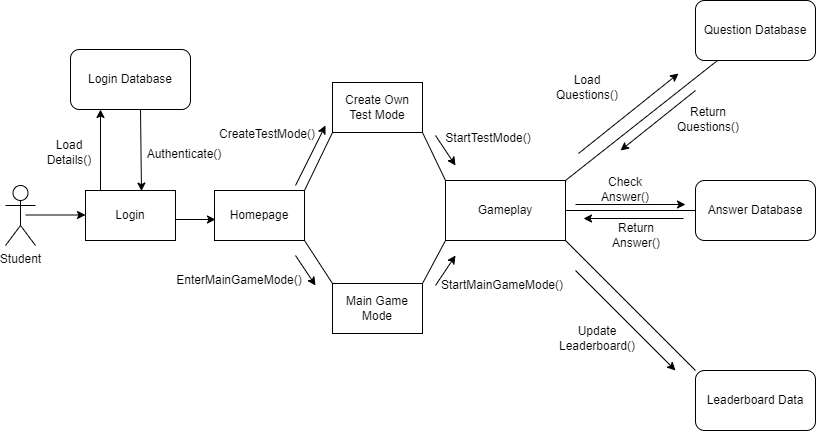 Question Database
Login Database
Load
Questions()
Create Own
Test Mode
Return
Questions()
CreateTestMode()
StartTestMode()
Load
Details()
Authenticate()
Check
Answer()
Login
Homepage
Gameplay
Answer Database
Return
Answer()
Student
EnterMainGameMode()
StartMainGameMode()
Main Game
Mode
Update
Leaderboard()
Leaderboard Data